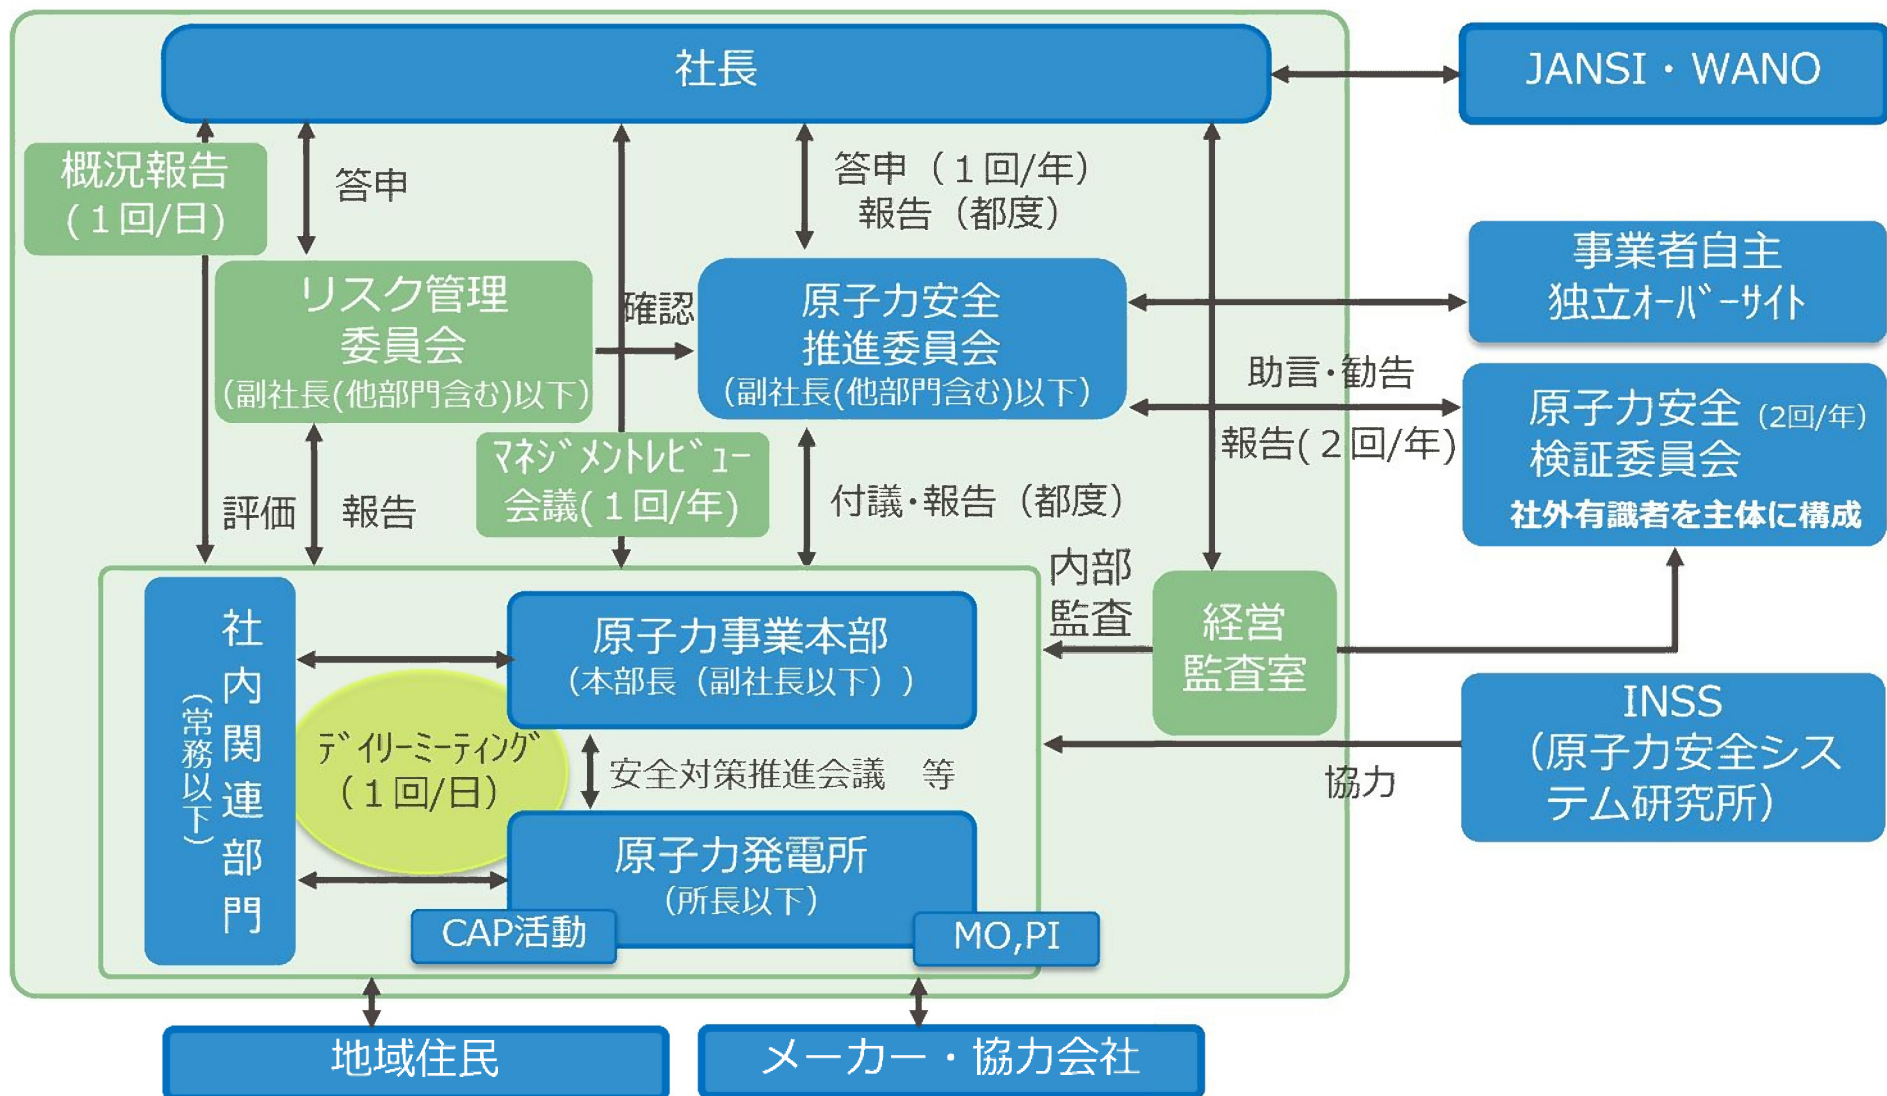 社長
JANSI・WANO
概況報告
(１回/日)
答申
答申（１回/年）
報告（都度）
事業者自主
独立ｵｰﾊﾞｰｻｲﾄ
リスク管理
委員会
(副社長(他部門含む)以下)
確認
原子力安全
推進委員会
(副社長(他部門含む)以下)
助言･勧告
報告(２回/年)
原子力安全 (2回/年)
検証委員会
社外有識者を主体に構成
ﾏﾈｼﾞﾒﾝﾄﾚﾋﾞｭｰ
会議(１回/年)
評価
報告
付議･報告（都度）
内部
監査
経営
監査室
社内関連部門
(常務以下)
原子力事業本部
(本部長（副社長以下）)
ﾃﾞｲﾘｰﾐｰﾃｨﾝｸﾞ
(１回/日)
安全対策推進会議　等
INSS
（原子力安全シス
テム研究所）
協力
原子力発電所
(所長以下)
CAP活動
MO,PI
地域住民
メーカー・協力会社